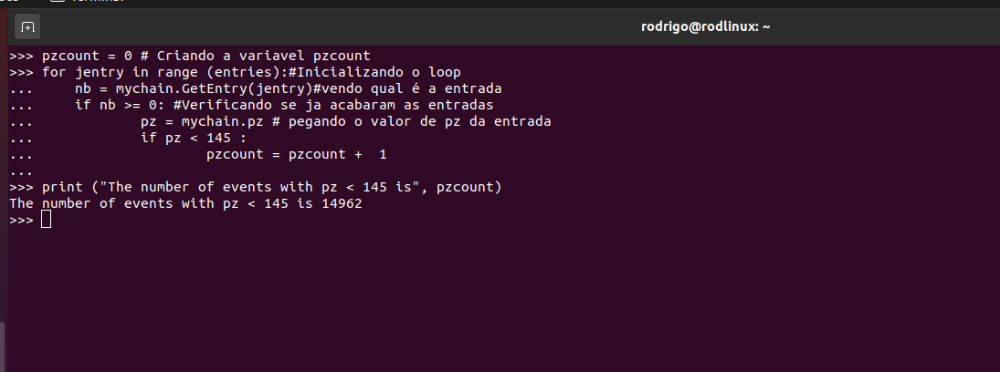 rodrigo@rodlinux: ~
>>> pzcount = 0 # Criando a variavel pzcount
>>> for jentry in range (entries):#Inicializando o loop
...     nb = mychain.GetEntry(jentry)#vendo qual é a entrada
...     if nb >= 0: #Verificando se ja acabaram as entradas
...             pz = mychain.pz # pegando o valor de pz da entrada
...             if pz < 145 :
...                     pzcount = pzcount +  1
...
>>> print ("The number of events with pz < 145 is", pzcount)
The number of events with pz < 145 is 14962
>>>